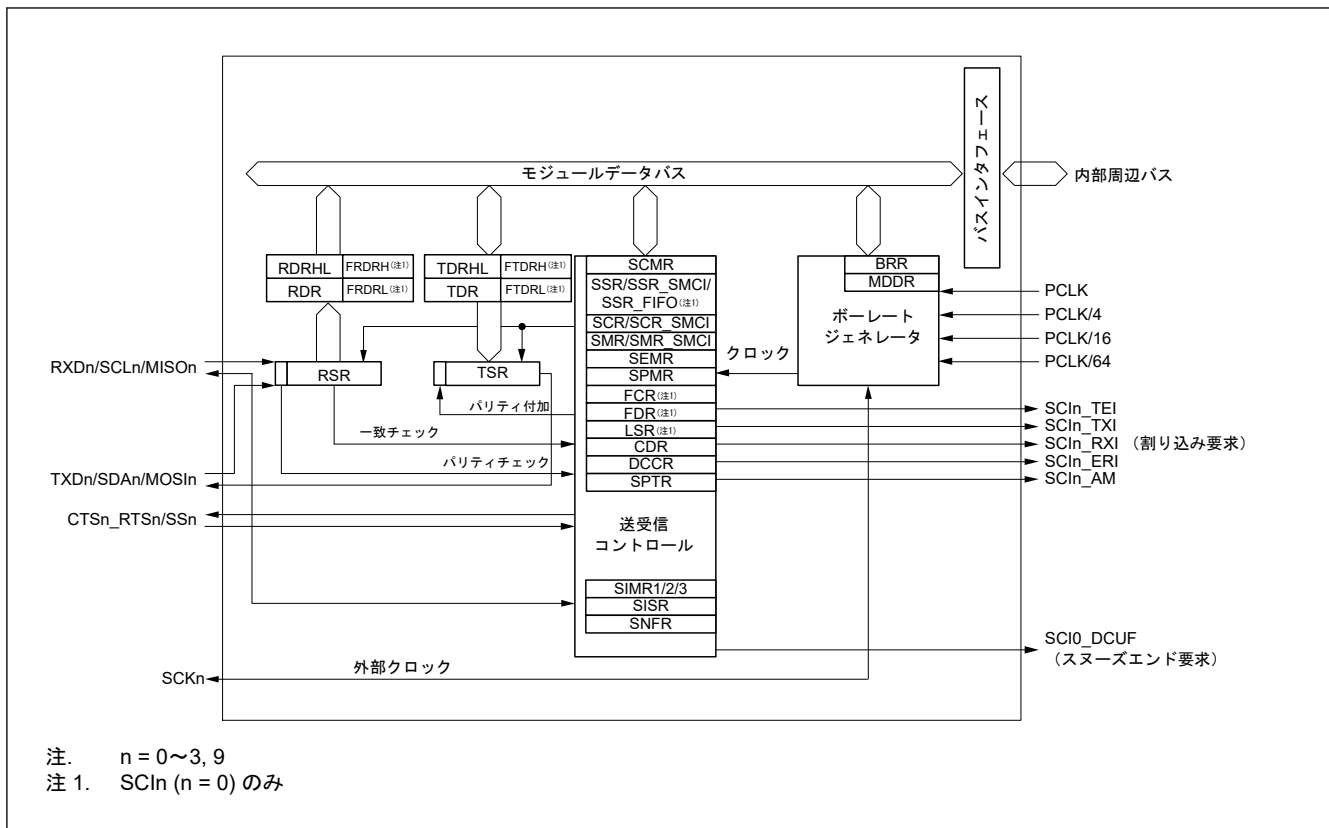 モジュールデータバス
バスインタフェース
内部周辺バス
RDRHL
FRDRH(注1)
RDR
FRDRL(注1)
TDRHL
FTDRH(注1)
TDR
FTDRL(注1)
SCMR
SSR/SSR_SMCI/
SSR_FIFO(注1)
SCR/SCR_SMCI
SMR/SMR_SMCI
SEMR
SPMR
FCR(注1)
FDR(注1)
LSR(注1)
CDR
DCCR
SPTR
送受信
コントロール
SIMR1/2/3
SISR
SNFR
BRR
MDDR
ボーレート
ジェネレータ
クロック
PCLK
PCLK/4
PCLK/16
PCLK/64
RXDn/SCLn/MISOn
RSR
TSR
パリティ付加
一致チェック
パリティチェック
TXDn/SDAn/MOSIn
CTSn_RTSn/SSn
SCIn_TEI
SCIn_TXI
SCIn_RXI （割り込み要求）
SCIn_ERI
SCIn_AM
SCI0_DCUF
（スヌーズエンド要求）
外部クロック
SCKn
注. n = 0～3, 9
注 1. SCIn (n = 0) のみ